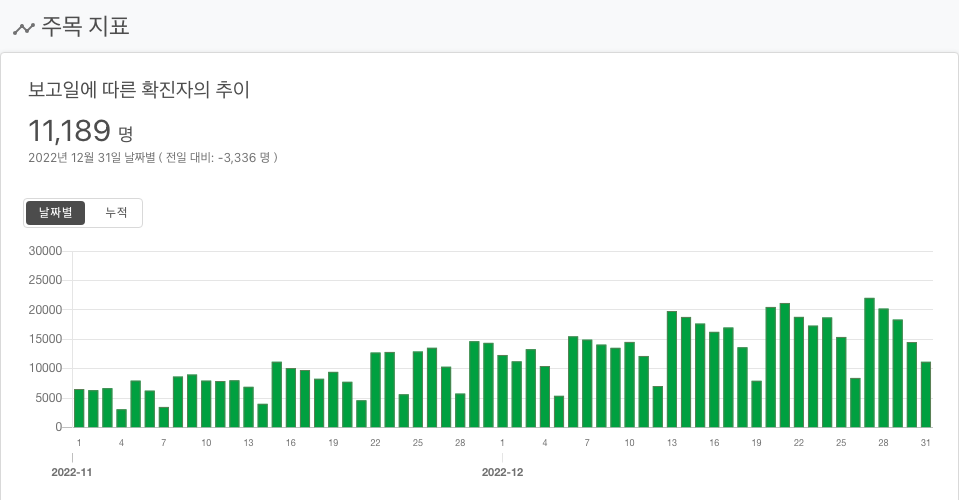 주목 지표
보고일에 따른 확진자의 추이
11,189 명
2022년 12월 31일 날짜별 ( 전일 대비: -3,336 명 )
날짜별 누적
30000
25000
20000
15000
10000
5000
0
1 4 7 10 13 16 19 22 25 28 1 4 7 10 13 16 19 22 25 28 31
2022-11 2022-12